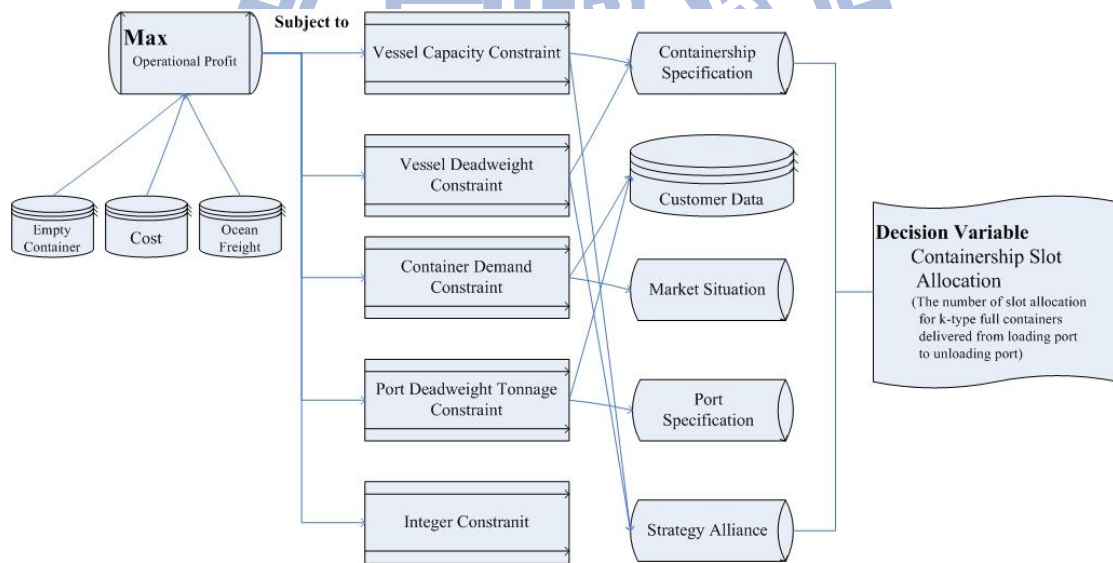 Max
Operational Profit
Subject to
Empty
Container
Cost
Ocean
Freight
Vessel Capacity Constraint
Vessel Deadweight
Constraint
Container Demand
Constraint
Port Deadweight Tonnage
Constraint
Integer Constranit
Containership
Specification
Customer Data
Market Situation
Port
Specification
Strategy Alliance
Decision Variable
Containership Slot
Allocation
(The number of slot allocation
for k-type full containers
delivered from loading port
to unloading port)